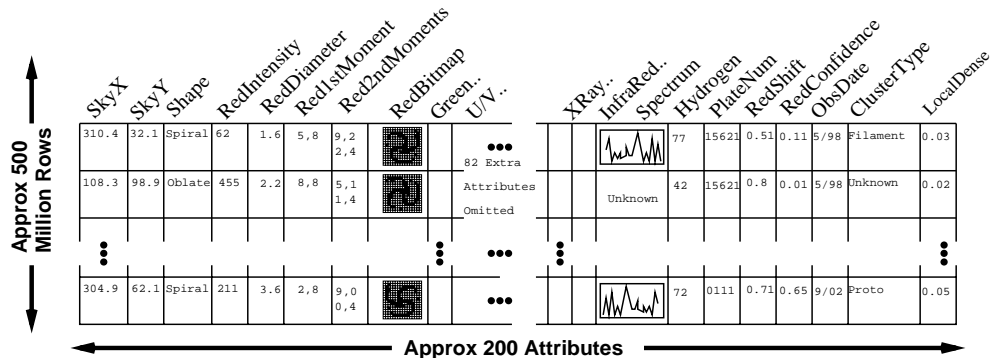 SkyX SkyY Shape RedIntensity RedDiameter Red1stMoment Red2ndMoments RedBitmap Green.. U/V.. XRay.. InfraRed.. Spectrum Hydrogen PlateNum RedShift RedConfidence ObsDate ClusterType LocalDense
Approx 500
Million Rows
310.4 32.1 Spiral 62 1.6 5,8 9,2 77 15621 0.51 0.11 5/98 Filament 0.03
2,4
82 Extra
108.3 98.9 Oblate 455 2.2 8,8 5,1 Attributes 42 15621 0.8 0.01 5/98 Unknown 0.02
1,4 Unknown
Omitted
304.9 62.1 Spiral 211 3.6 2,8 9,0 72 0111 0.71 0.65 9/02 Proto 0.05
0,4
Approx 200 Attributes